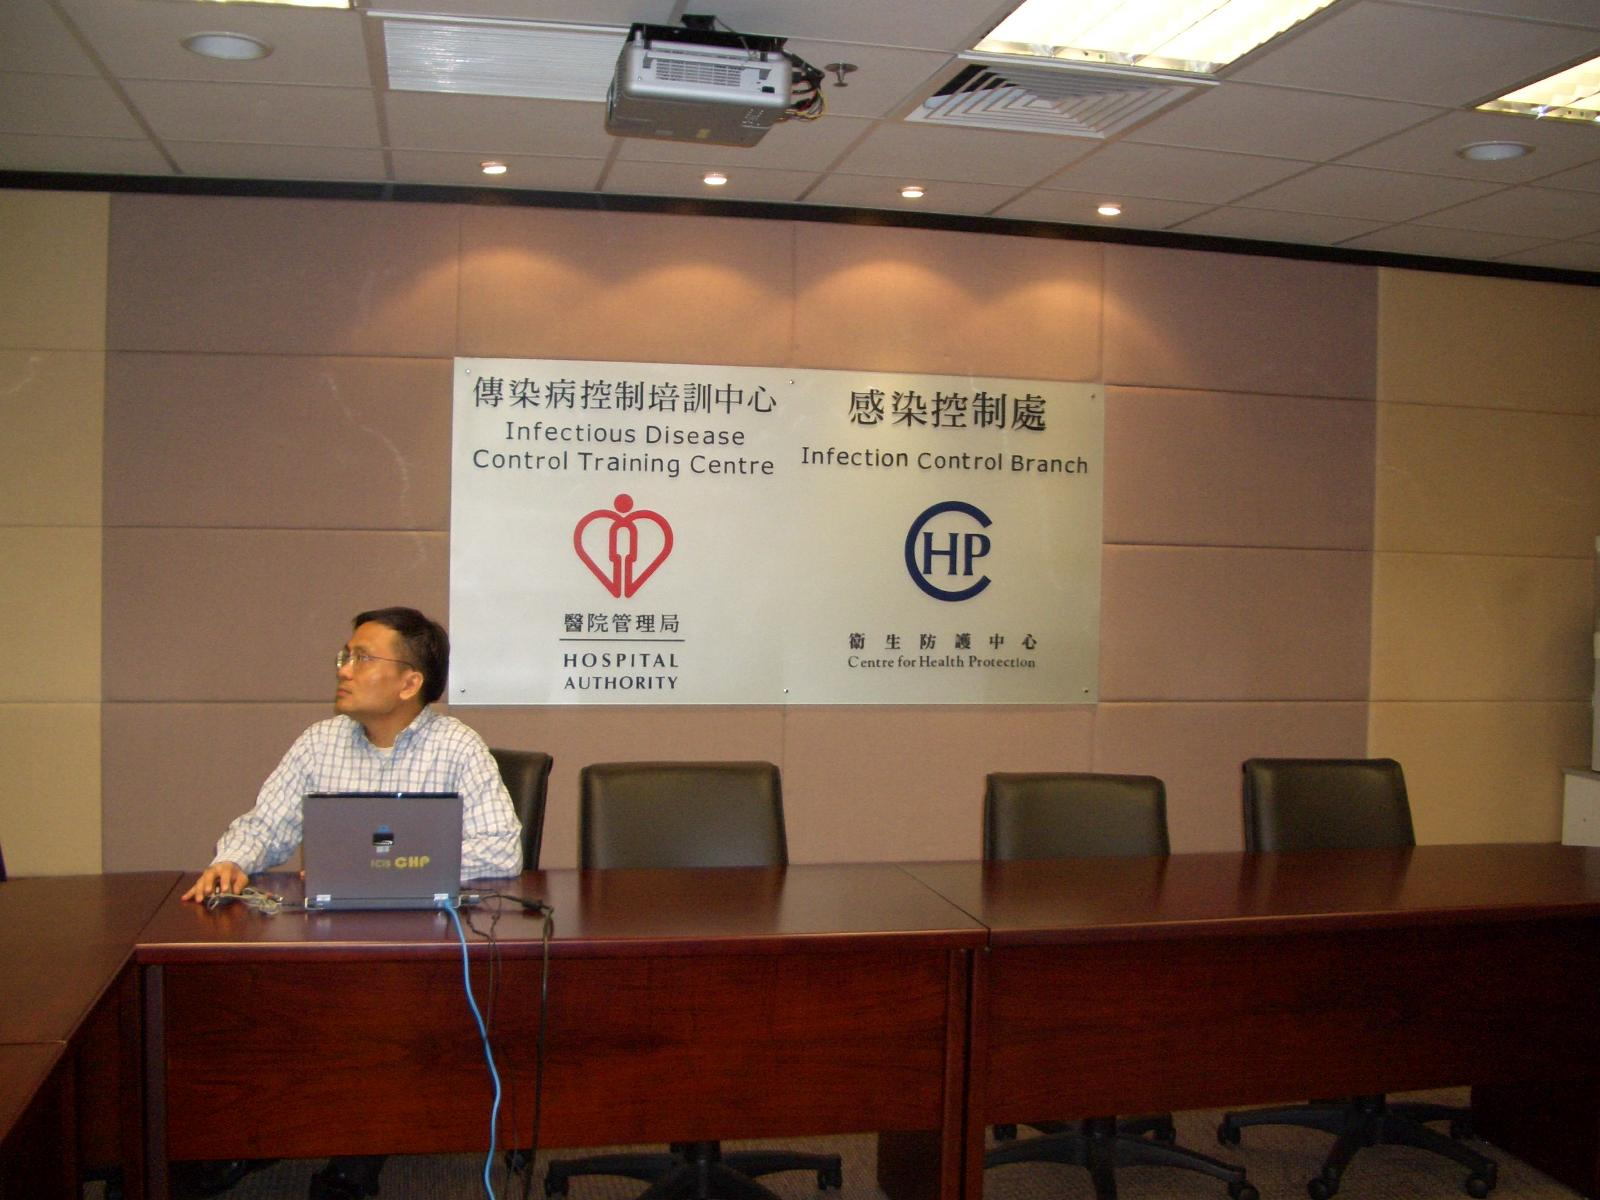 傳染病控制培訓中心
Infectious Disease
Control Training Centre
醫院管理局
HOSPITAL
AUTHORITY
感染控制處
Infection Control Branch
CHP
衞生防護中心
Centre for Health Protection
ICB CHP